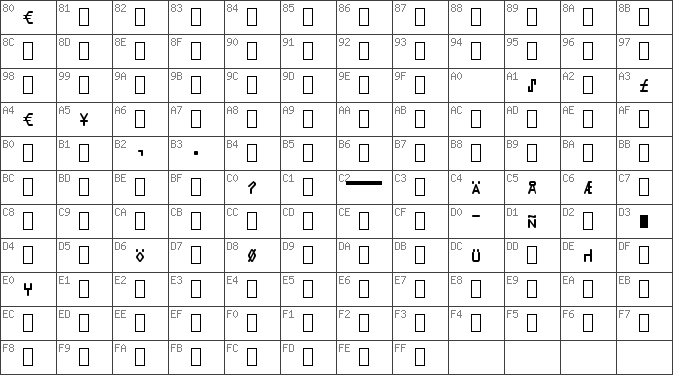 80 € 81 82 83 84 85 86 87 88 89 8A 8B
8C 8D 8E 8F 90 91 92 93 94 95 96 97
98 99 9A 9B 9C 9D 9E 9F A0 A1 A2 A3 £
A4 € A5 ¥ A6 A7 A8 A9 AA AB AC AD AE AF
B0 B1 B2 B3 B4 B5 B6 B7 B8 B9 BA BB
BC BD BE BF C0 C1 C2 C3 C4 Ä C5 Å C6 Æ C7
C8 C9 CA CB CC CD CE CF D0 D1 Ñ D2 D3
D4 D5 D6 Ö D7 D8 Ø D9 DA DB DC Ü DD DE DF
E0 E1 E2 E3 E4 E5 E6 E7 E8 E9 EA EB
EC ED EE EF F0 F1 F2 F3 F4 F5 F6 F7
F8 F9 FA FB FC FD FE FF